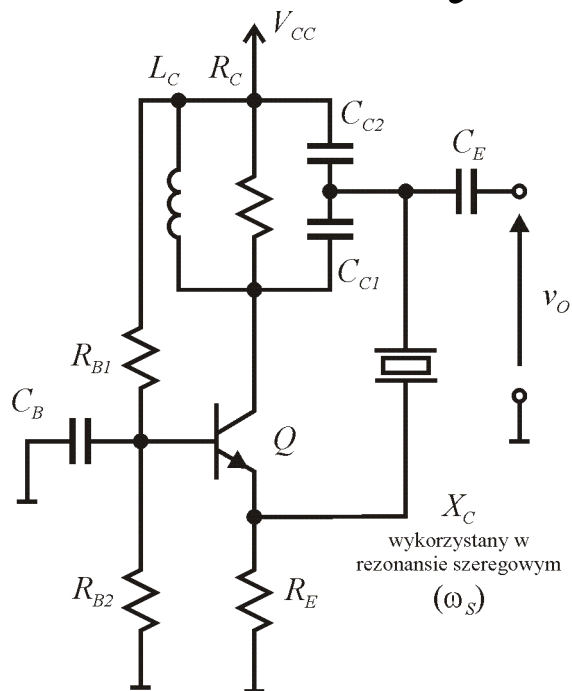 V_CC
L_C R_C
C_C2
C_E
C_C1
v_O
R_B1
C_B
Q
X_C
wykorzystany w
rezonansie szeregowym
(ω_S)
R_B2
R_E